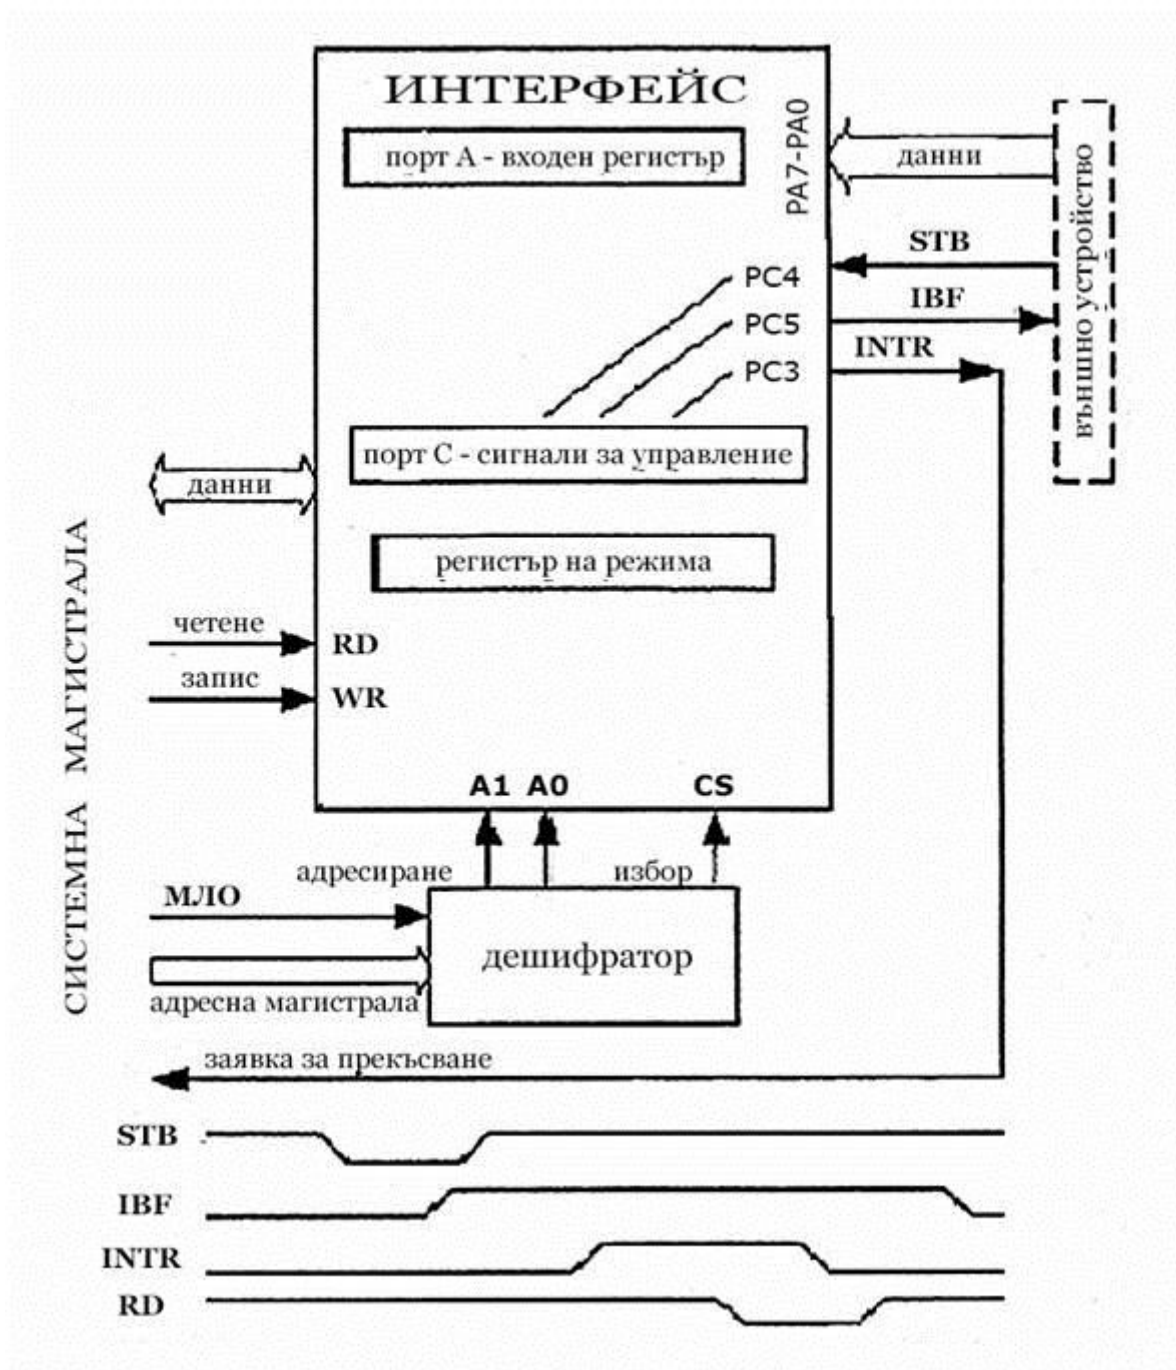 ИНТЕРФЕЙС
порт A - входен регистър
PA7-PA0
данни
STB
PC4
IBF
PC5
INTR
PC3
външно устройство
порт C - сигнали за управление
данни
регистър на режима
СИСТЕМНА МАГИСТРАЛА
четене
RD
запис
WR
A1 A0 CS
адресиране
избор
МЛО
дешифратор
адресна магистрала
заявка за прекъсване
STB
IBF
INTR
RD